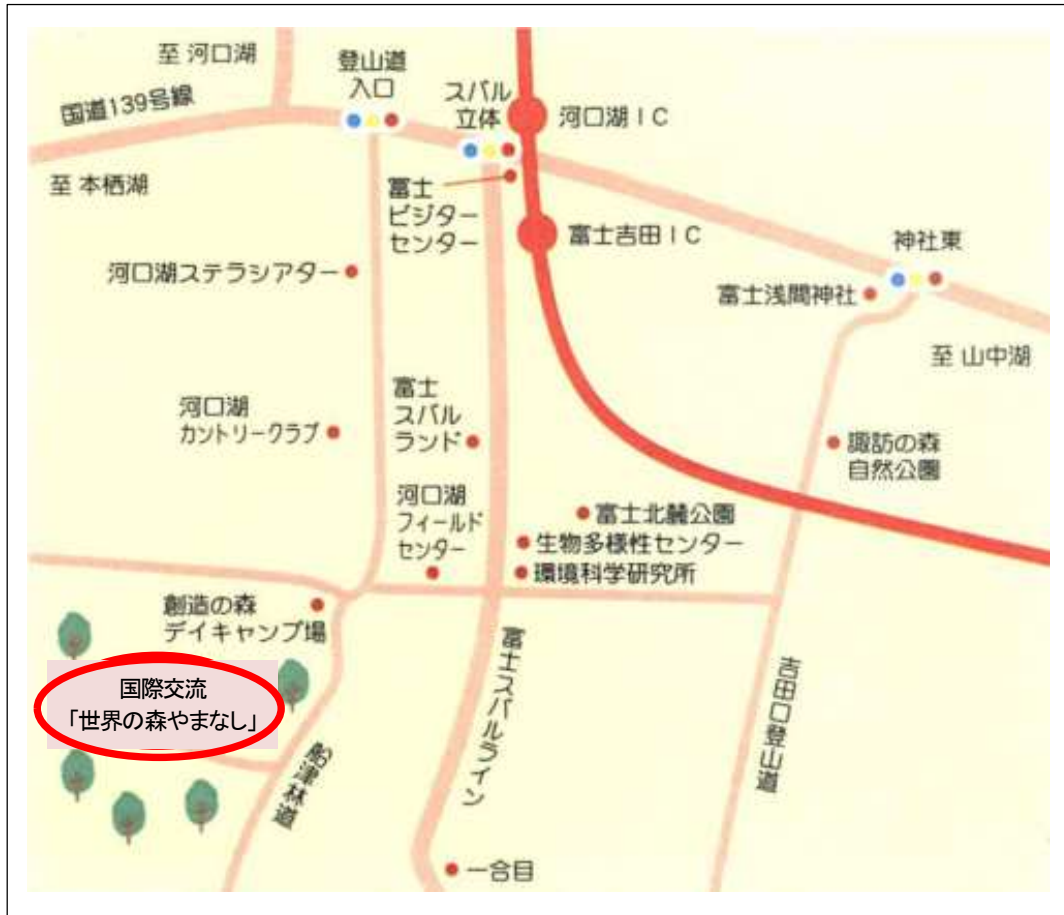 至 河口湖
国道139号線
登山道
入口
スバル
立体
河口湖IC
至 本栖湖
富士
ビジター
センター
富士吉田IC
神社東
河口湖ステラシアター
富士浅間神社
至 山中湖
河口湖
カントリークラブ
富士
スバル
ランド
諏訪の森
自然公園
河口湖
フィールド
センター
富士北麓公園
生物多様性センター
環境科学研究所
創造の森
デイキャンプ場
国際交流
「世界の森やまなし」
船津林道
富士スバルライン
吉田口登山道
一合目